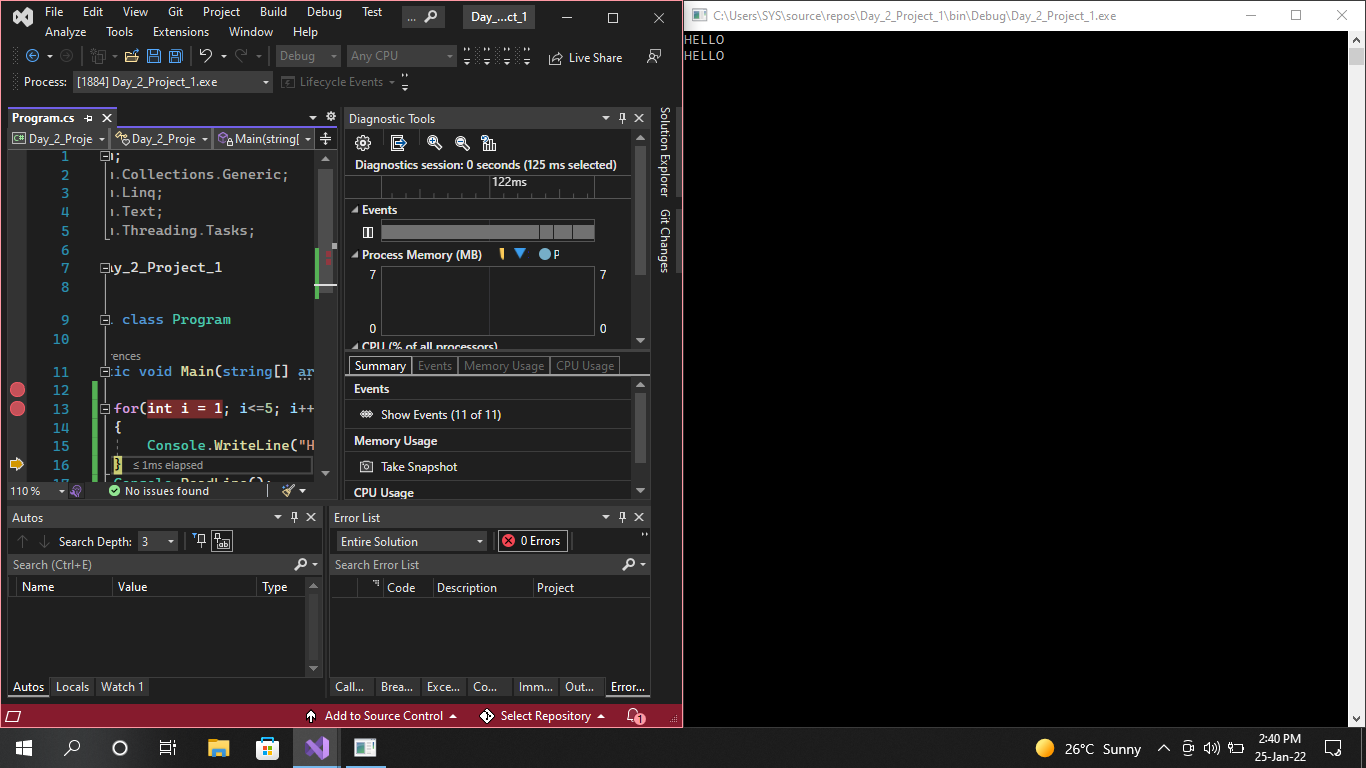 File Edit View Git Project Build Debug Test ... Day_...ct_1
Analyze Tools Extensions Window Help
Debug Any CPU Live Share
Process: [1884] Day_2_Project_1.exe Lifecycle Events
Program.cs
C# Day_2_Proje Day_2_Proje Main(string[
1 ;
2 .Collections.Generic;
3 .Linq;
4 .Text;
5 .Threading.Tasks;
6
7 ay_2_Project_1
8
9 class Program
10
rences
11 tic void Main(string[] ar
12
13 for(int i = 1; i<=5; i++
14 {
15 Console.WriteLine("H
16 } ≤ 1ms elapsed
17 Console.ReadLine();
110 % No issues found
Diagnostic Tools
Diagnostics session: 0 seconds (125 ms selected)
122ms
Events
Process Memory (MB) P
7 7
0 0
CPU (% of all processors)
Summary Events Memory Usage CPU Usage
Events
Show Events (11 of 11)
Memory Usage
Take Snapshot
CPU Usage
Solution Explorer
Git Changes
Autos
Search Depth: 3
Search (Ctrl+E)
Name Value Type
Autos Locals Watch 1
Error List
Entire Solution 0 Errors
Search Error List
Code Description Project
Call... Brea... Exce... Co... Imm... Out... Error...
Add to Source Control Select Repository 1
C:\Users\SYS\source\repos\Day_2_Project_1\bin\Debug\Day_2_Project_1.exe
HELLO
HELLO
26°C Sunny 2:40 PM
25-Jan-22